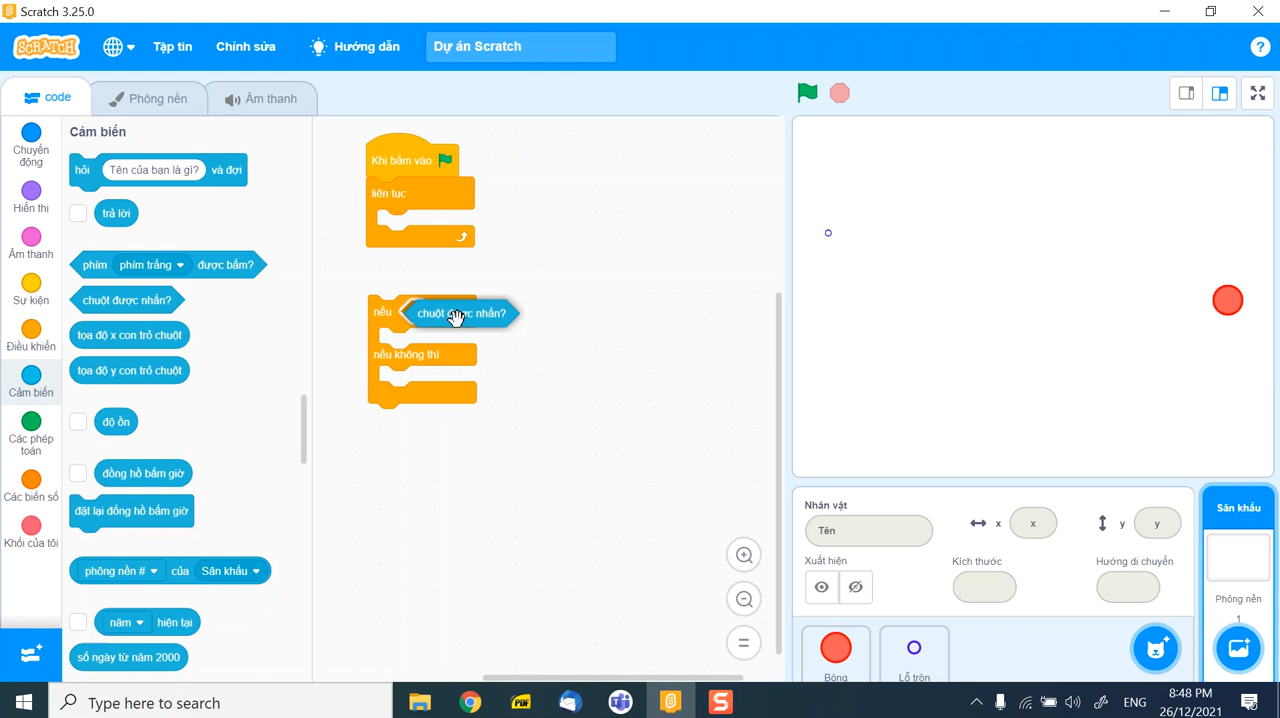 Scratch 3.25.0
SCRATCH
Tập tin
Chỉnh sửa
Hướng dẫn
Dự án Scratch
?
code
Phông nền
Âm thanh
Chuyển động
Hiển thị
Âm thanh
Sự kiện
Điều khiển
Cảm biến
Các phép toán
Các biến số
Khối của tôi
Cảm biến
hỏi Tên của bạn là gì? và đợi
trả lời
phím phím trắng được bấm?
chuột được nhấn?
tọa độ x con trỏ chuột
tọa độ y con trỏ chuột
độ ồn
đồng hồ bấm giờ
đặt lại đồng hồ bấm giờ
phông nền # của Sân khấu
năm hiện tại
số ngày từ năm 2000
Khi bấm vào
liên tục
nếu chuột được nhấn?
nếu không thì
Nhân vật
Tên
x x
y y
Xuất hiện
Kích thước
Hướng di chuyển
Bóng
Lỗ tròn
Sân khấu
Phông nền
1
Type here to search
PDF
ENG
8:48 PM
26/12/2021